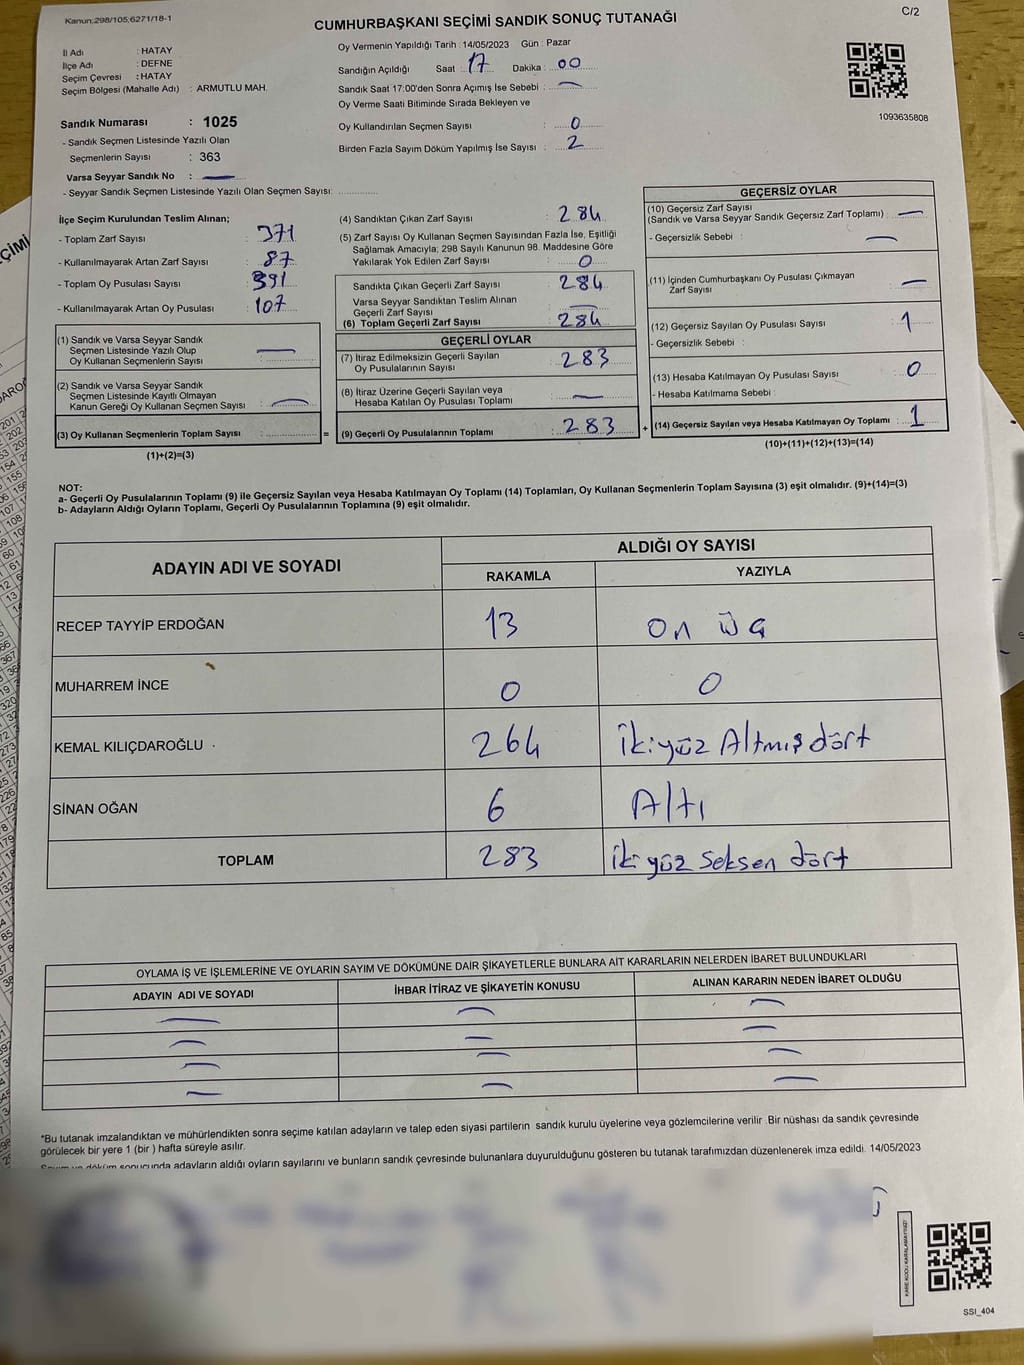 Kanun;298/105;6271/18-1
CUMHURBAŞKANI SEÇİMİ SANDIK SONUÇ TUTANAĞI
C/2
İl Adı : HATAY
İlçe Adı : DEFNE
Seçim Çevresi : HATAY
Seçim Bölgesi (Mahalle Adı) : ARMUTLU MAH.
Sandık Numarası : 1025
- Sandık Seçmen Listesinde Yazılı Olan
Seçmenlerin Sayısı : 363
Varsa Seyyar Sandık No : —
- Seyyar Sandık Seçmen Listesinde Yazılı Olan Seçmen Sayısı: ................
Oy Vermenin Yapıldığı Tarih : 14/05/2023 Gün : Pazar
Sandığın Açıldığı Saat : 17 Dakika : 00
Sandık Saat 17:00'den Sonra Açımış İse Sebebi : —
Oy Verme Saati Bitiminde Sırada Bekleyen ve
Oy Kullandırılan Seçmen Sayısı : 0
Birden Fazla Sayım Döküm Yapılmış İse Sayısı : 2
1093635808
İlçe Seçim Kurulundan Teslim Alınan;
- Toplam Zarf Sayısı : 371
- Kullanılmayarak Artan Zarf Sayısı : 87
- Toplam Oy Pusulası Sayısı : 391
- Kullanılmayarak Artan Oy Pusulası : 107
(1) Sandık ve Varsa Seyyar Sandık
Seçmen Listesinde Yazılı Olup
Oy Kullanan Seçmenlerin Sayısı : —
(2) Sandık ve Varsa Seyyar Sandık
Seçmen Listesinde Kayıtlı Olmayan
Kanun Gereği Oy Kullanan Seçmen Sayısı : —
(3) Oy Kullanan Seçmenlerin Toplam Sayısı : ............... =
(1)+(2)=(3)
(4) Sandıktan Çıkan Zarf Sayısı : 284
(5) Zarf Sayısı Oy Kullanan Seçmen Sayısından Fazla İse, Eşitliği
Sağlamak Amacıyla; 298 Sayılı Kanunun 98. Maddesine Göre
Yakılarak Yok Edilen Zarf Sayısı : 0
Sandıkta Çıkan Geçerli Zarf Sayısı : 284
Varsa Seyyar Sandıktan Teslim Alınan
Geçerli Zarf Sayısı : —
(6) Toplam Geçerli Zarf Sayısı : 284
GEÇERLİ OYLAR
(7) İtiraz Edilmeksizin Geçerli Sayılan
Oy Pusulalarının Sayısı : 283
(8) İtiraz Üzerine Geçerli Sayılan veya
Hesaba Katılan Oy Pusulası Toplamı : —
(9) Geçerli Oy Pusulalarının Toplamı : 283 +
GEÇERSİZ OYLAR
(10) Geçersiz Zarf Sayısı
(Sandık ve Varsa Seyyar Sandık Geçersiz Zarf Toplamı) : —
- Geçersizlik Sebebi : —
(11) İçinden Cumhurbaşkanı Oy Pusulası Çıkmayan
Zarf Sayısı : —
(12) Geçersiz Sayılan Oy Pusulası Sayısı : 1
- Geçersizlik Sebebi :
(13) Hesaba Katılmayan Oy Pusulası Sayısı : 0
- Hesaba Katılmama Sebebi :
(14) Geçersiz Sayılan veya Hesaba Katılmayan Oy Toplamı : 1
(10)+(11)+(12)+(13)=(14)
NOT:
a- Geçerli Oy Pusulalarının Toplamı (9) ile Geçersiz Sayılan veya Hesaba Katılmayan Oy Toplamı (14) Toplamları, Oy Kullanan Seçmenlerin Toplam Sayısına (3) eşit olmalıdır. (9)+(14)=(3)
b- Adayların Aldığı Oyların Toplamı, Geçerli Oy Pusulalarının Toplamına (9) eşit olmalıdır.
ADAYIN ADI VE SOYADI
ALDIĞI OY SAYISI
RAKAMLA YAZIYLA
RECEP TAYYİP ERDOĞAN 13 On Üç
MUHARREM İNCE 0 0
KEMAL KILIÇDAROĞLU 264 İkiyüz Altmış dört
SİNAN OĞAN 6 Altı
TOPLAM 283 İki yüz Seksen dört
OYLAMA İŞ VE İŞLEMLERİNE VE OYLARIN SAYIM VE DÖKÜMÜNE DAİR ŞİKAYETLERLE BUNLARA AİT KARARLARIN NELERDEN İBARET BULUNDUKLARI
ADAYIN ADI VE SOYADI İHBAR İTİRAZ VE ŞİKAYETİN KONUSU ALINAN KARARIN NEDEN İBARET OLDUĞU
*Bu tutanak imzalandıktan ve mühürlendikten sonra seçime katılan adayların ve talep eden siyasi partilerin sandık kurulu üyelerine veya gözlemcilerine verilir. Bir nüshası da sandık çevresinde
görülecek bir yere 1 (bir ) hafta süreyle asılır.
Sayım ve döküm sonucunda adayların aldığı oyların sayılarını ve bunların sandık çevresinde bulunanlara duyurulduğunu gösteren bu tutanak tarafımızdan düzenlenerek imza edildi. 14/05/2023
KARE KODU KARALAMAYINIZ!
SSI_404